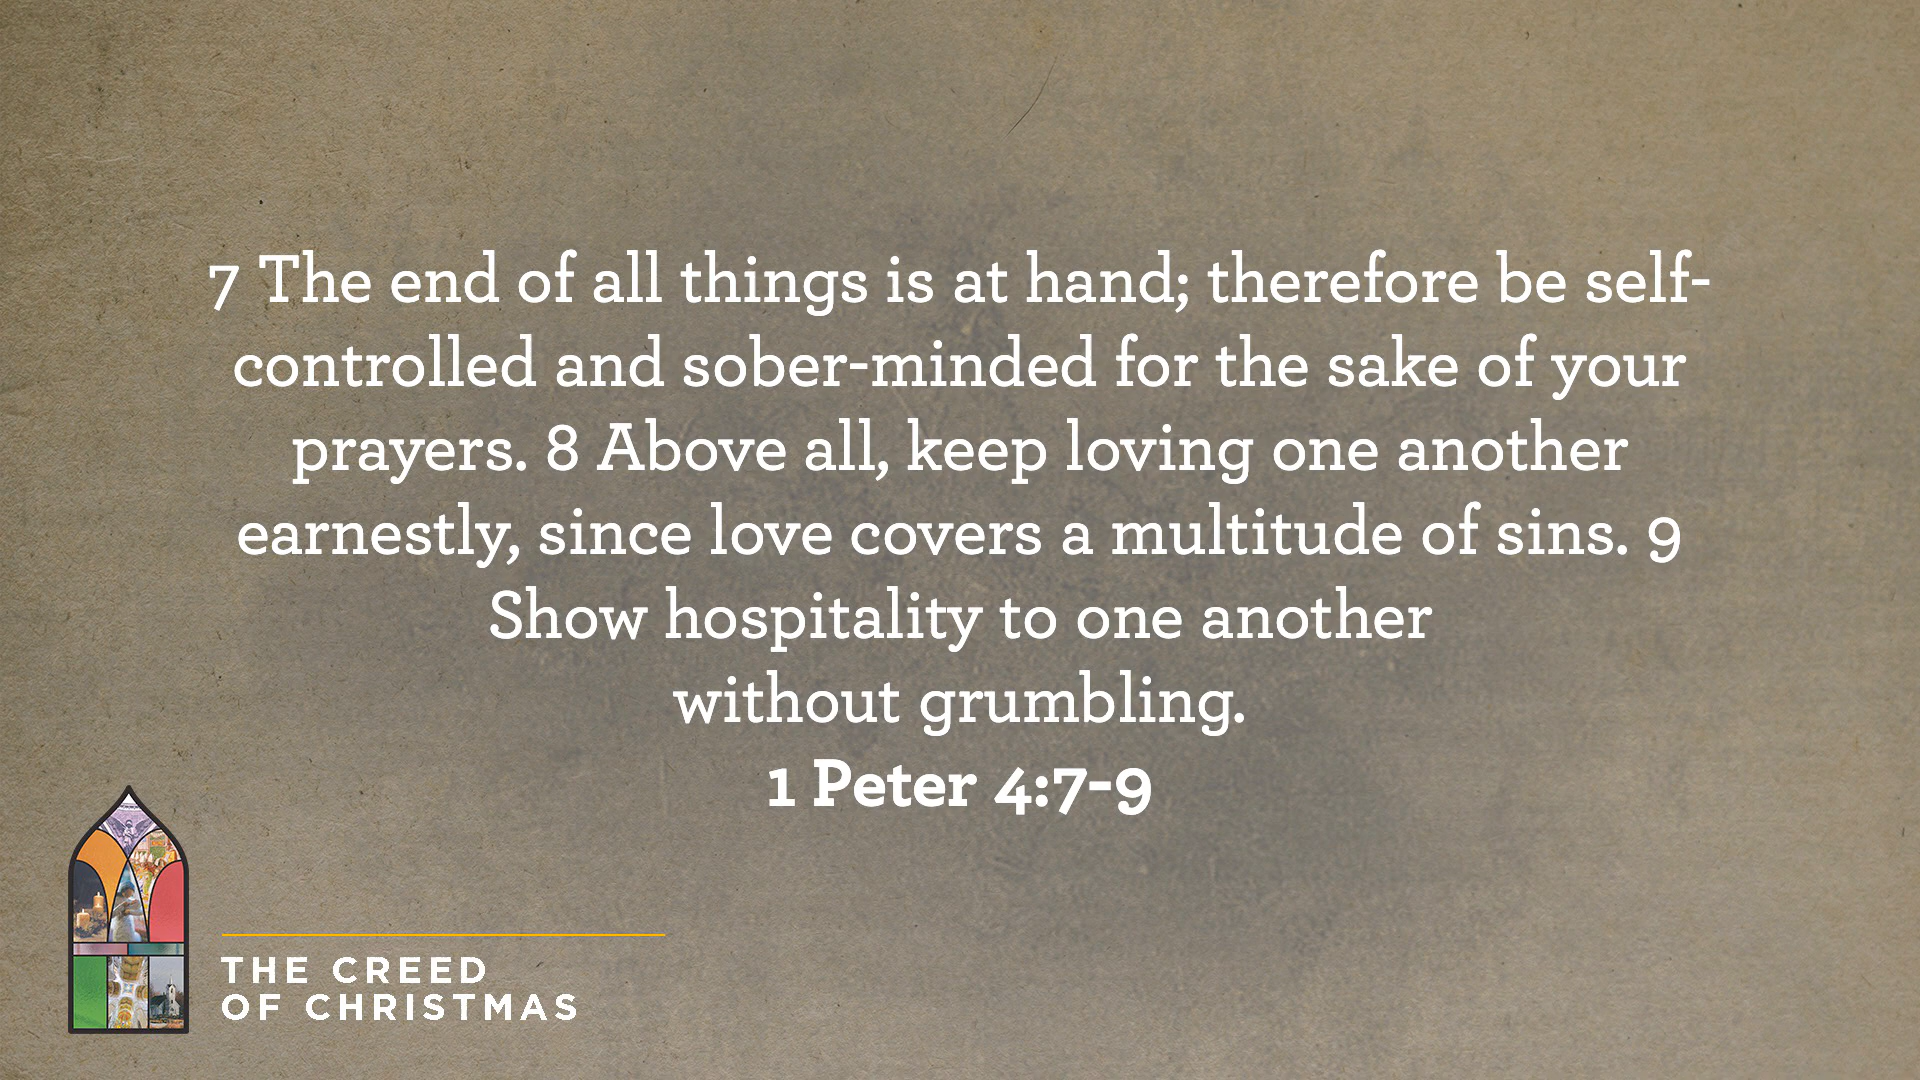 7 The end of all things is at hand; therefore be self-
controlled and sober-minded for the sake of your
prayers. 8 Above all, keep loving one another
earnestly, since love covers a multitude of sins. 9
Show hospitality to one another
without grumbling.
1 Peter 4:7-9
THE CREED
OF CHRISTMAS